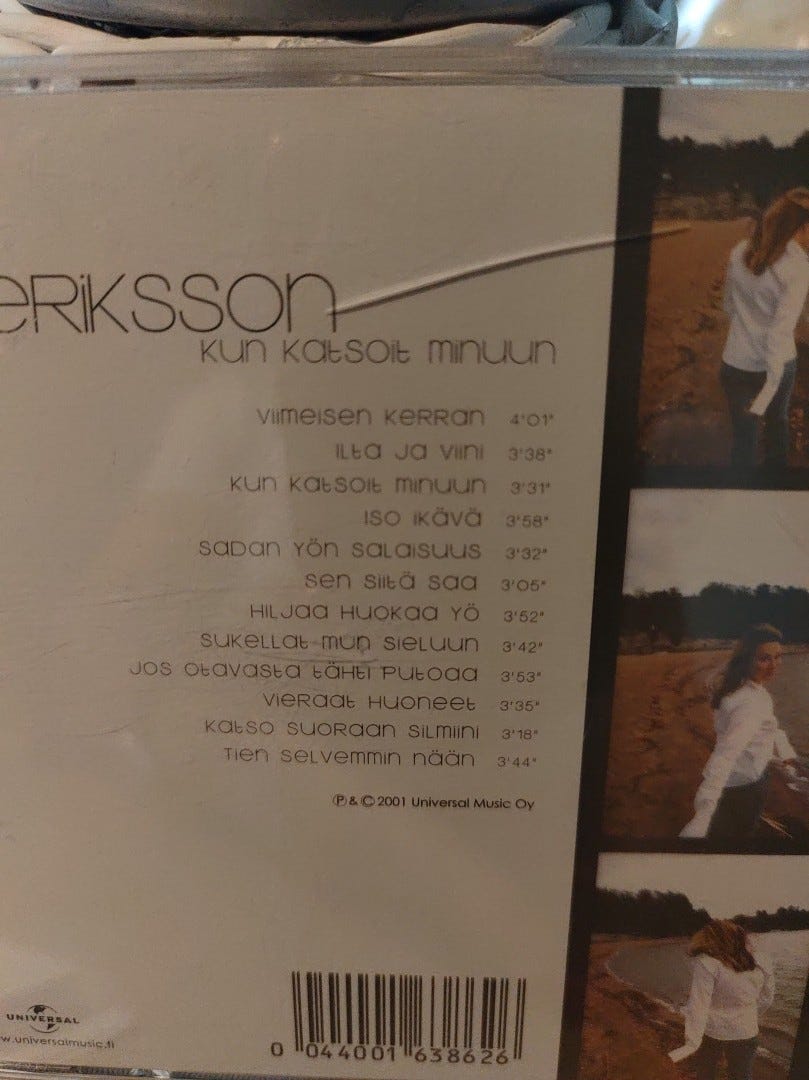 eriksson
kun katsoit minuun
viimeisen kerran 4'01"
ilta ja viini 3'38"
kun katsoit minuun 3'31"
iso ikävä 3'58"
sadan yön salaisuus 3'32"
sen siitä saa 3'05"
hiljaa huokaa yö 3'52"
sukellat mun sieluun 3'42"
jos otavasta tähti putoaa 3'53"
vieraat huoneet 3'35"
katso suoraan silmiini 3'18"
tien selvemmin nään 3'44"
℗ & © 2001 Universal Music Oy
UNIVERSAL
w.universalmusic.fi
0 044001 638626